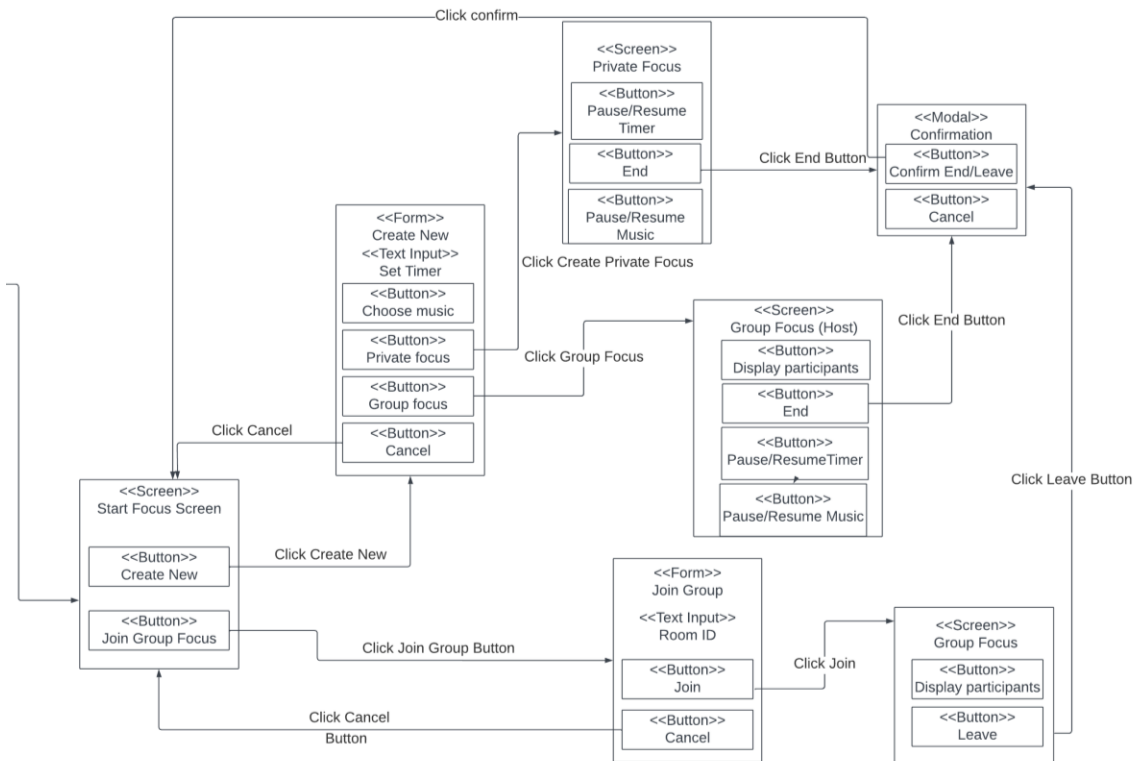 Click confirm
<<Screen>>
Private Focus
<<Button>>
Pause/Resume
Timer
<<Button>>
End
<<Button>>
Pause/Resume
Music
Click End Button
<<Modal>>
Confirmation
<<Button>>
Confirm End/Leave
<<Button>>
Cancel
<<Form>>
Create New
<<Text Input>>
Set Timer
<<Button>>
Choose music
<<Button>>
Private focus
<<Button>>
Group focus
<<Button>>
Cancel
Click Create Private Focus
Click Group Focus
<<Screen>>
Group Focus (Host)
<<Button>>
Display participants
<<Button>>
End
<<Button>>
Pause/ResumeTimer
<<Button>>
Pause/Resume Music
Click End Button
Click Cancel
Click Leave Button
<<Screen>>
Start Focus Screen
<<Button>>
Create New
<<Button>>
Join Group Focus
Click Create New
Click Join Group Button
<<Form>>
Join Group
<<Text Input>>
Room ID
<<Button>>
Join
<<Button>>
Cancel
Click Join
<<Screen>>
Group Focus
<<Button>>
Display participants
<<Button>>
Leave
Click Cancel
Button